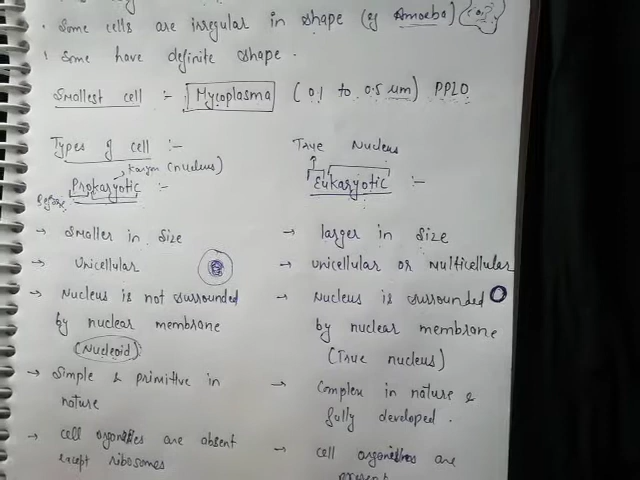 · Some cells are irregular in shape (eg Amoeba)
· Some have definite shape.
Smallest cell :- Mycoplasma (0.1 to 0.5 µm) PPLO
Types of cell :-
karyon (nucleus)
Prokaryotic :-
Before
→ Smaller in Size
→ Unicellular
→ Nucleus is not surrounded
by nuclear membrane
(Nucleoid)
→ Simple & primitive in
nature
→ cell organelles are absent
except ribosomes
True Nucleus
Eukaryotic :-
→ larger in Size
→ Unicellular or Multicellular
→ Nucleus is surrounded
by nuclear membrane
(True nucleus)
→ Complex in nature &
fully developed.
→ cell organelles are
present